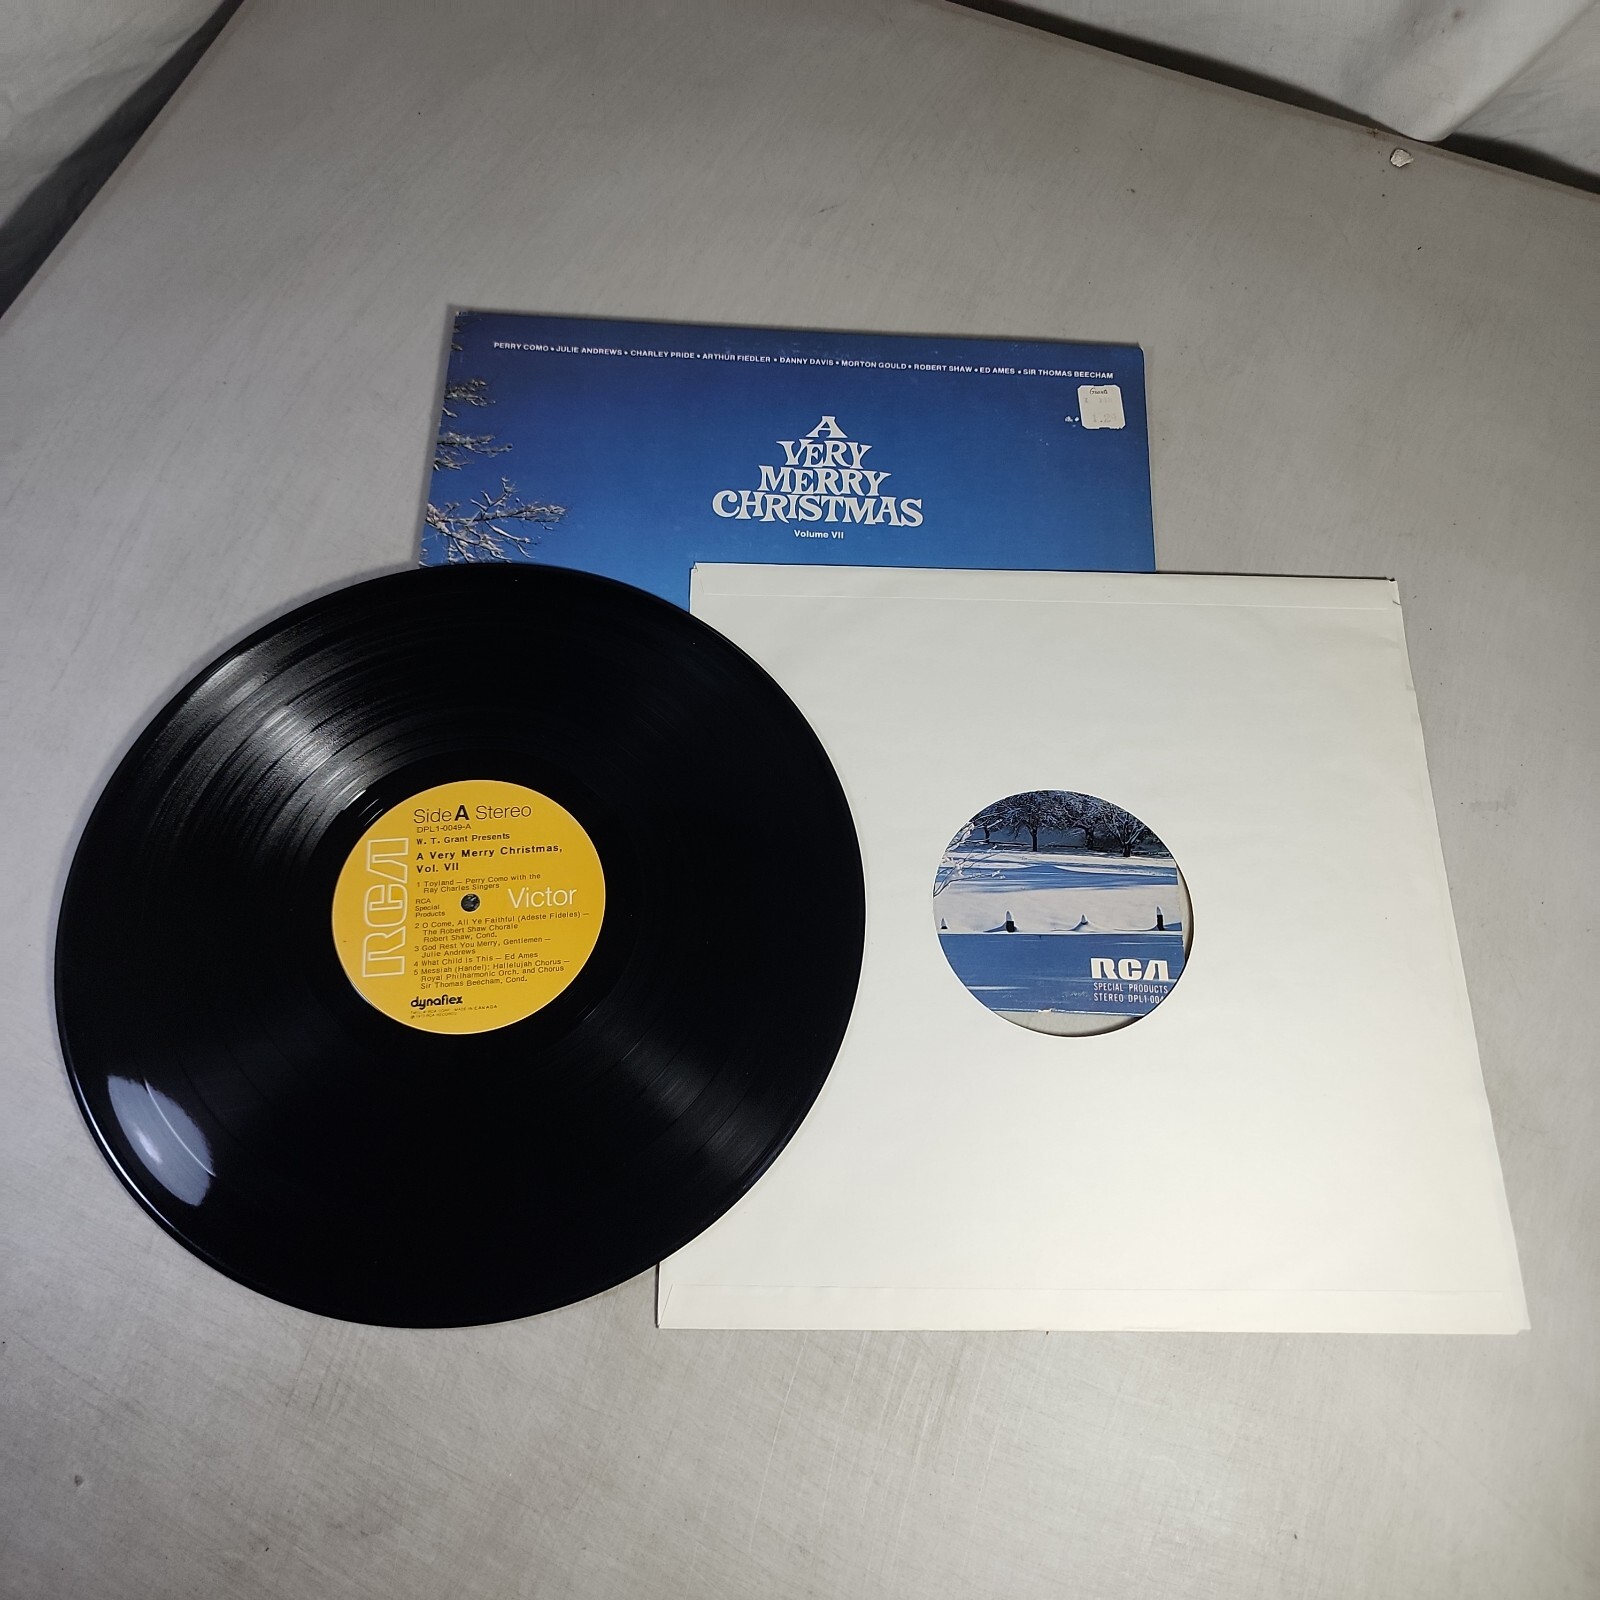 PERRY COMO • JULIE ANDREWS • CHARLEY PRIDE • ARTHUR FIEDLER • DANNY DAVIS • MORTON GOULD • ROBERT SHAW • ED AMES • SIR THOMAS BEECHAM
A
VERY
MERRY
CHRISTMAS
Volume VII
Side A Stereo
DPL1-0049-A
W. T. Grant Presents
A Very Merry Christmas,
Vol. VII
1 Toyland — Perry Como with the
Ray Charles Singers
RCA
Special
Products
Victor
RCA
2 O Come, All Ye Faithful (Adeste Fideles) —
The Robert Shaw Chorale
Robert Shaw, Cond.
3 God Rest You Merry, Gentlemen —
Julie Andrews
4 What Child is This — Ed Ames
5 Messiah (Handel): Hallelujah Chorus —
Royal Philharmonic Orch. and Chorus
Sir Thomas Beecham, Cond.
dynaflex
RCA
SPECIAL PRODUCTS
STEREO DPL1-004